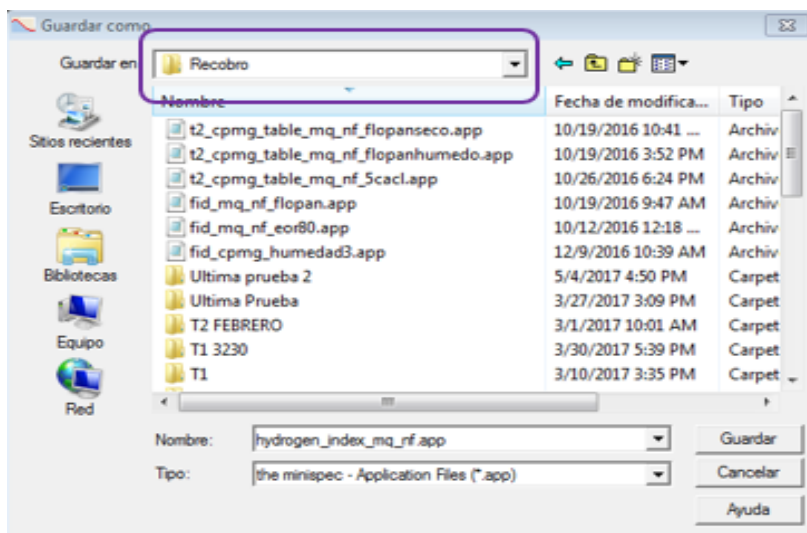 Guardar como
Guardar en
Recobro
Nombre
Fecha de modifica...
Tipo
Sitios recientes
Escritorio
Bibliotecas
Equipo
Red
t2_cpmg_table_mq_nf_flopanseco.app 10/19/2016 10:41 ... Archiv
t2_cpmg_table_mq_nf_flopanhumedo.app 10/19/2016 3:52 PM Archiv
t2_cpmg_table_mq_nf_5cacl.app 10/26/2016 6:24 PM Archiv
fid_mq_nf_flopan.app 10/19/2016 9:47 AM Archiv
fid_mq_nf_eor80.app 10/12/2016 12:18 ... Archiv
fid_cpmg_humedad3.app 12/9/2016 10:39 AM Archiv
Ultima prueba 2 5/4/2017 4:50 PM Carpet
Ultima Prueba 3/27/2017 3:09 PM Carpet
T2 FEBRERO 3/1/2017 10:01 AM Carpet
T1 3230 3/30/2017 5:39 PM Carpet
T1 3/10/2017 3:35 PM Carpet
Nombre: hydrogen_index_mq_nf.app Guardar
Tipo: the minispec - Application Files (*.app) Cancelar
Ayuda